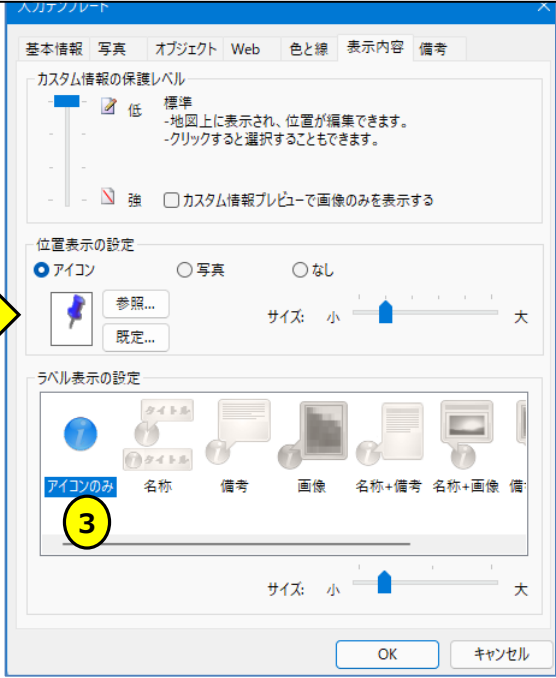 入力テンプレート
基本情報 写真 オブジェクト Web 色と線 表示内容 備考
カスタム情報の保護レベル
低
標準
-地図上に表示され、位置が編集できます。
-クリックすると選択することもできます。
強
カスタム情報プレビューで画像のみを表示する
位置表示の設定
アイコン 写真 なし
参照...
既定...
サイズ: 小 大
ラベル表示の設定
タイトル
タイトル
アイコンのみ 名称 備考 画像 名称+備考 名称+画像 備
3
サイズ: 小 大
OK キャンセル